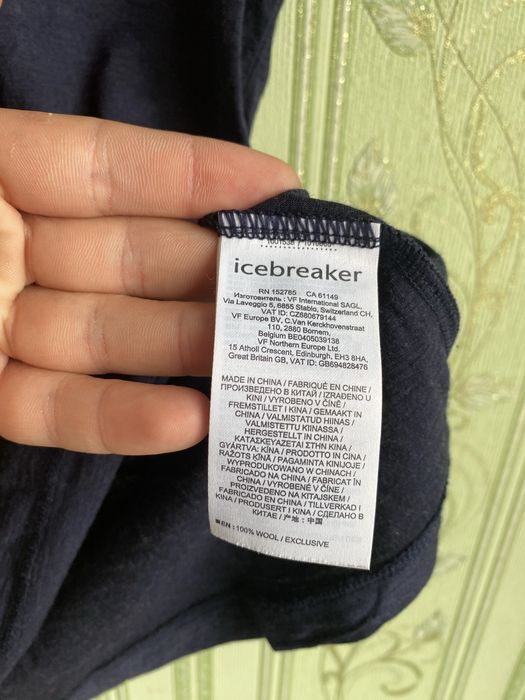 icebreaker
RN 152765 CA 61149
Изготовитель : VF International SAGL,
Via Laveggio 5, 6855 Stabio, Switzerland CH,
VAT ID: CZ680679144
VF Europe BV, C.Van Kerckhovenstraat
110, 2880 Bornem,
Belgium BE0405039138
VF Northern Europe Ltd.
15 Atholl Crescent, Edinburgh, EH3 8HA,
Great Britain GB, VAT ID: GB694828476
MADE IN CHINA / FABRIQUÉ EN CHINE /
ПРОИЗВЕДЕНО В КИТАЙ / IZRAĐENO U
KINI / VYROBENO V ČÍNĚ /
FREMSTILLET I KINA / GEMAAKT IN
CHINA / VALMISTATUD HIINAS /
VALMISTETTU KIINASSA /
HERGESTELLT IN CHINA /
ΚΑΤΑΣΚΕΥΑΖΕΤΑΙ ΣΤΗΝ ΚΙΝΑ /
GYÁRTVA: KÍNA / PRODOTTO IN CINA /
RAŽOTS ĶĪNĀ / PAGAMINTA KINIJOJE /
WYPRODUKOWANO W CHINACH /
FABRICADO NA CHINA / FABRICAT ÎN
CHINA / VYROBENÉ V ČÍNE /
PROIZVEDENO NA KITAJSKEM /
FABRICADO EN CHINA / TILLVERKAD I
KINA / PRODUSERT I KINA / СДЕЛАНО В
КИТАЕ / 产地 : 中国
EN : 100% WOOL / EXCLUSIVE